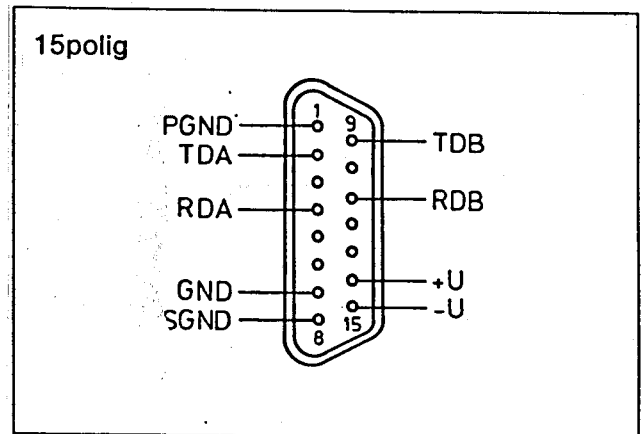 15polig
1
9
PGND
TDB
TDA
RDA
RDB
GND
+U
SGND
-U
15
8